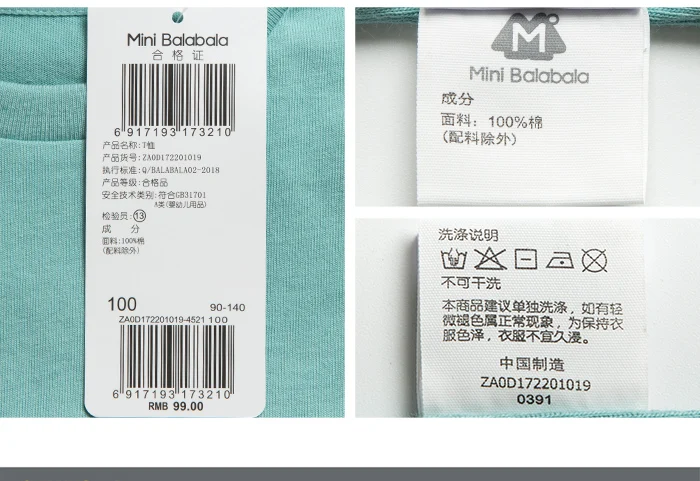 Mini Balabala
合格证
6 917193 173210
产品名称:T恤
产品货号:ZA0D172201019
执行标准:Q/BALABALA02-2018
产品等级:合格品
安全技术类别:符合GB31701
A类(婴幼儿用品)
检验员:⑬
成 分
面料:100%棉
(配料除外)
100 90-140
ZA0D172201019-4521 100
6 917193 173210
RMB 99.00
M
Mini Balabala
成分
面料: 100%棉
(配料除外)
洗涤说明
不可干洗
本商品建议单独洗涤，如有轻
微褪色属正常现象，为保持衣
服色泽，衣服不宜久浸。
中国制造
ZA0D172201019
0391